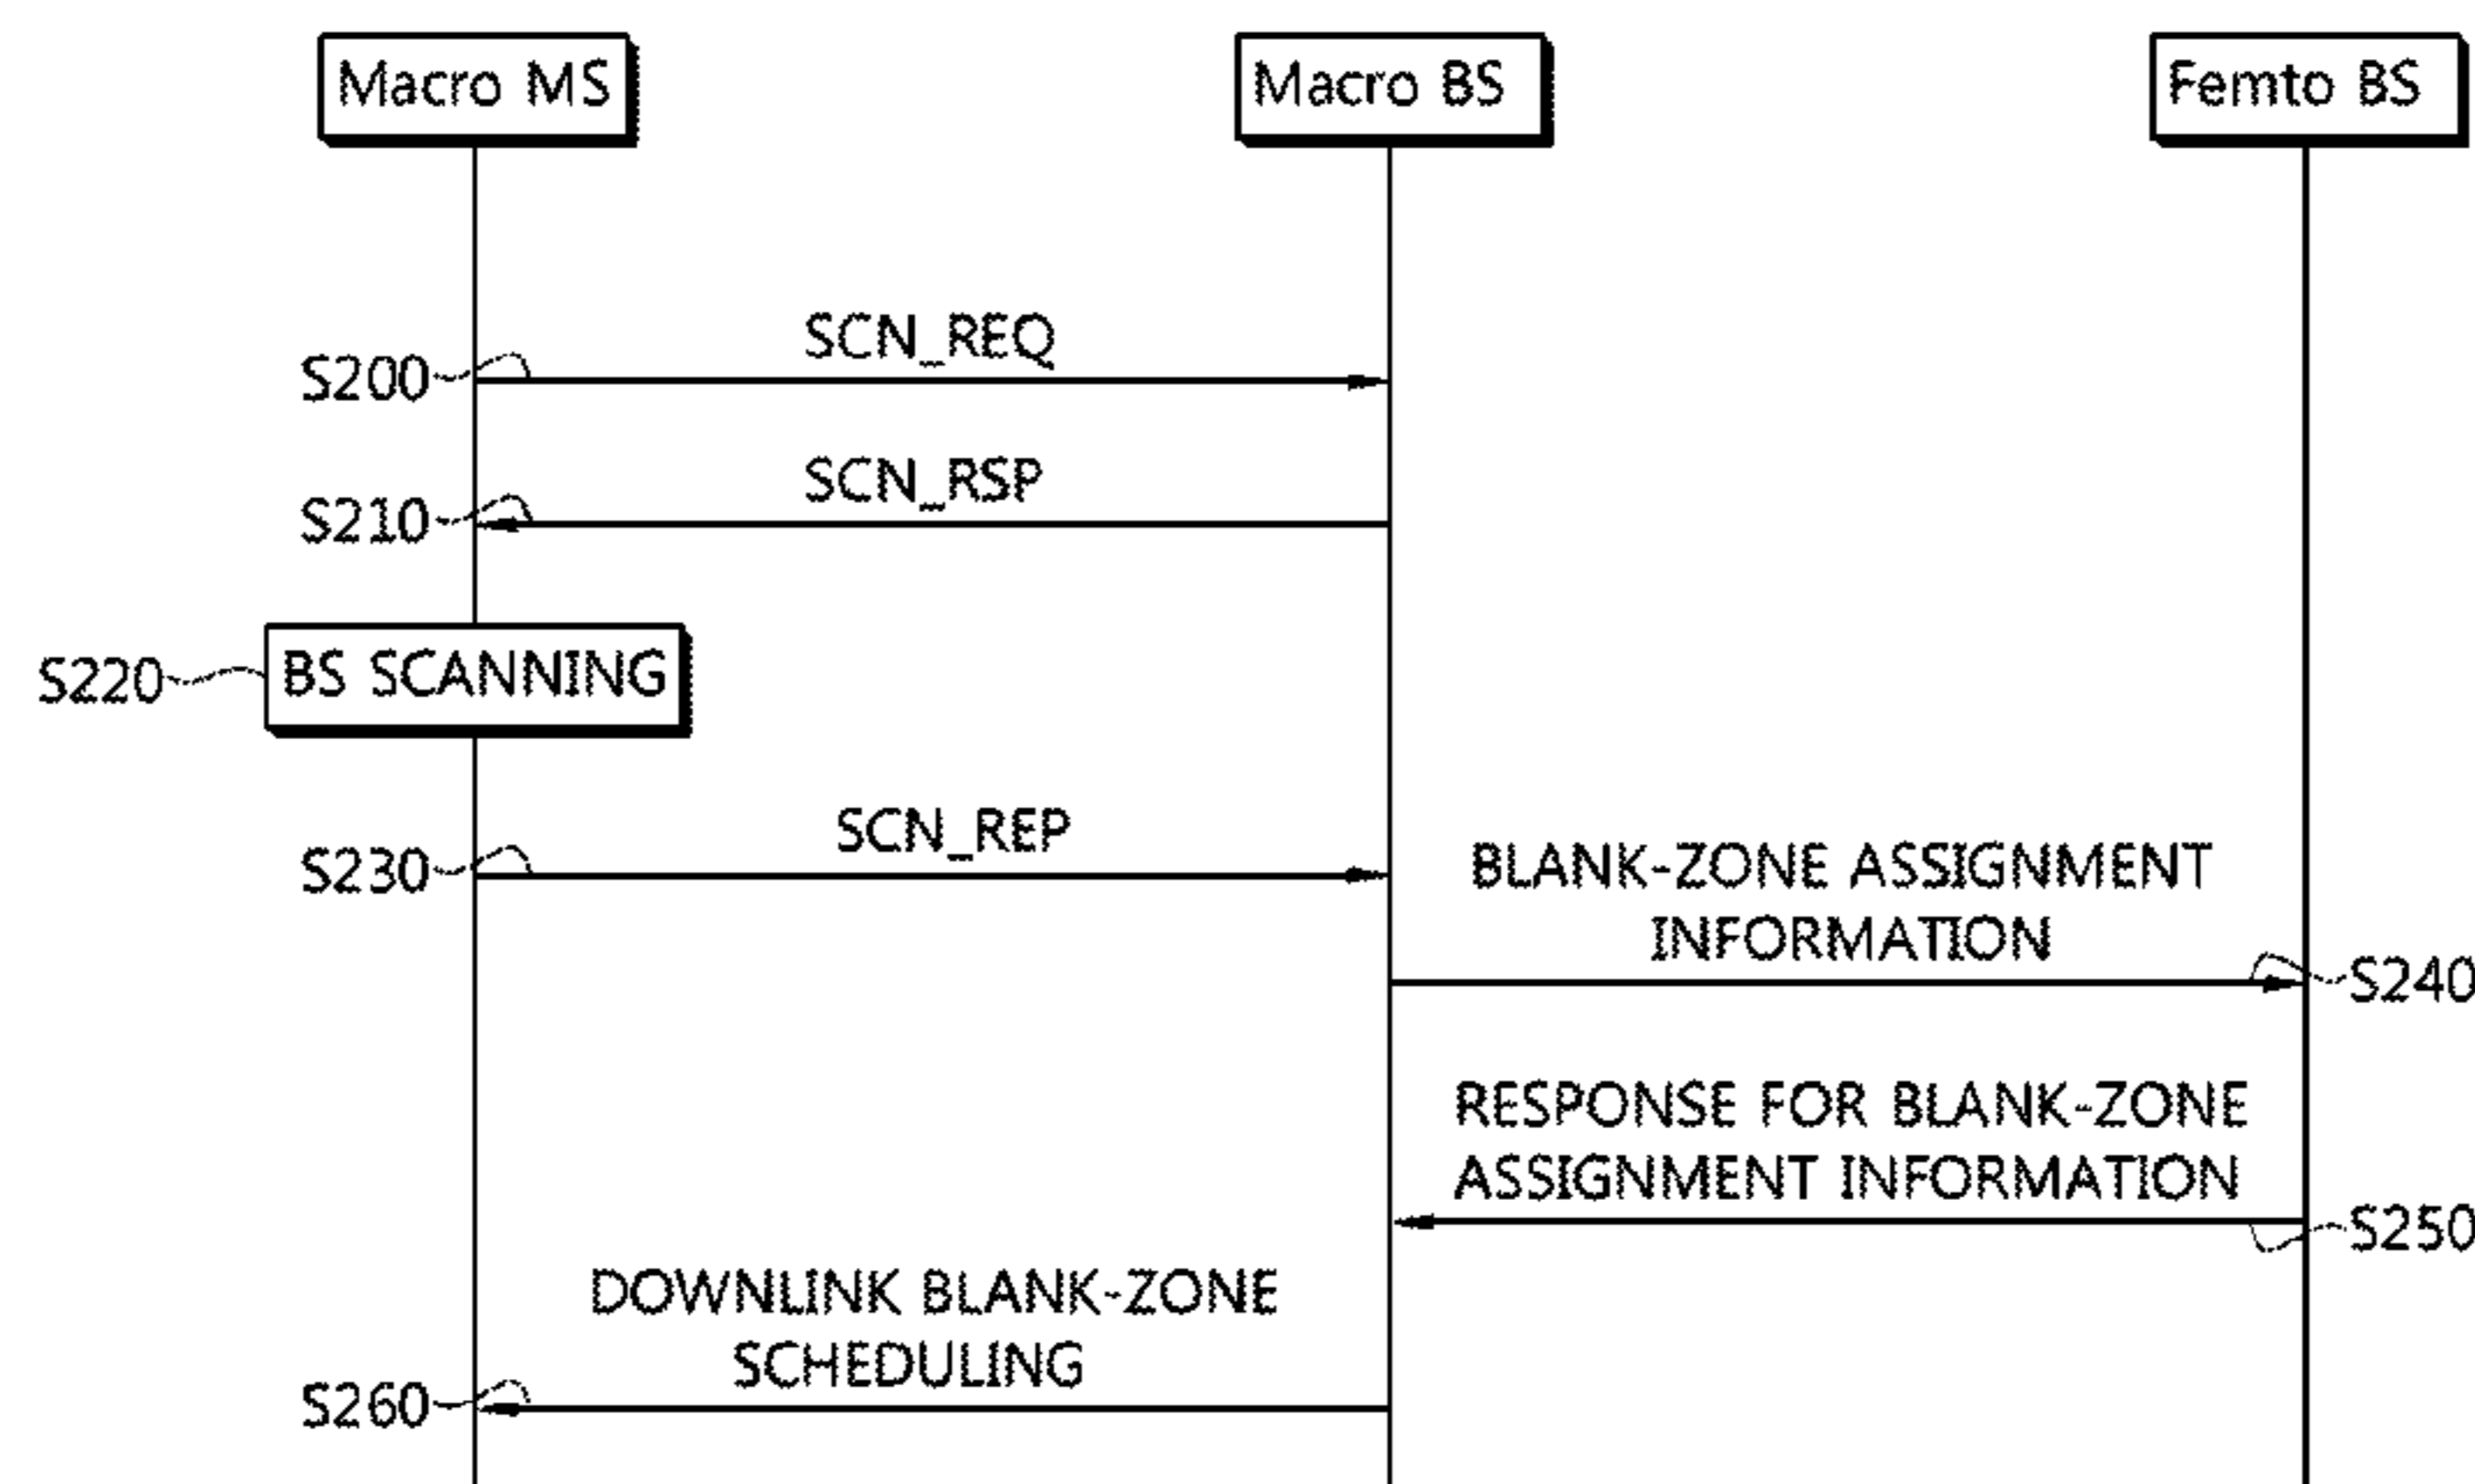 Macro MS
Macro BS
Femto BS
SCN_REQ
S200
SCN_RSP
S210
BS SCANNING
S220
SCN_REP
S230
BLANK-ZONE ASSIGNMENT
INFORMATION
S240
RESPONSE FOR BLANK-ZONE
ASSIGNMENT INFORMATION
S250
DOWNLINK BLANK-ZONE
SCHEDULING
S260